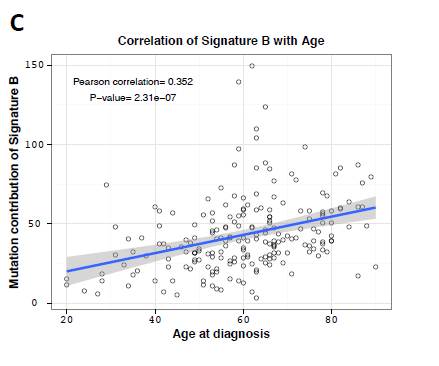 C
Correlation of Signature B with Age
Pearson correlation= 0.352
P-value= 2.31e-07
Mutation contribution of Signature B
150
100
50
0
20
40
60
80
Age at diagnosis